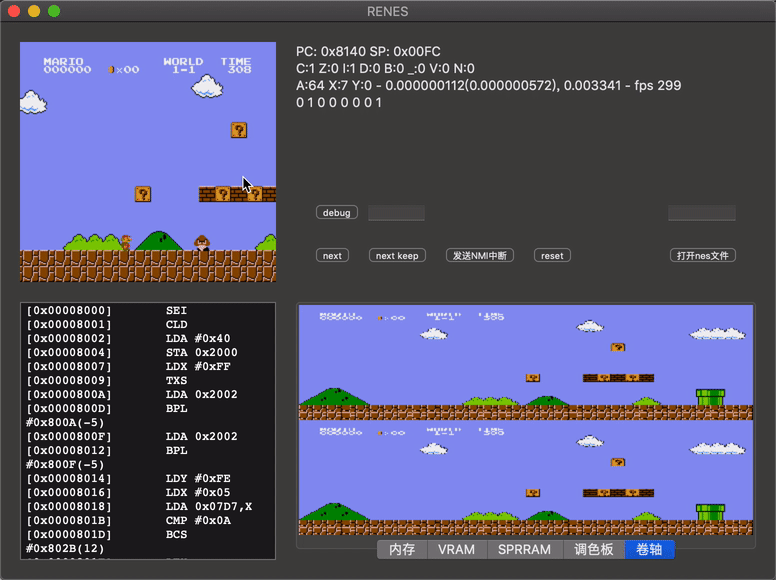 RENES
MARIO WORLD TIME
000000 ×00 1-1 308
PC: 0x8140 SP: 0x00FC
C:1 Z:0 I:1 D:0 B:0 _:0 V:0 N:0
A:64 X:7 Y:0 - 0.000000112(0.000000572), 0.003341 - fps 299
0 1 0 0 0 0 0 1
debug
next
next keep
发送NMI中断
reset
打开nes文件
[0x00008000] SEI
[0x00008001] CLD
[0x00008002] LDA #0x40
[0x00008004] STA 0x2000
[0x00008007] LDX #0xFF
[0x00008009] TXS
[0x0000800A] LDA 0x2002
[0x0000800D] BPL
#0x800A(-5)
[0x0000800F] LDA 0x2002
[0x00008012] BPL
#0x800F(-5)
[0x00008014] LDY #0xFE
[0x00008016] LDX #0x05
[0x00008018] LDA 0x07D7,X
[0x0000801B] CMP #0x0A
[0x0000801D] BCS
#0x802B(12)
内存 VRAM SPRRAM 调色板 卷轴